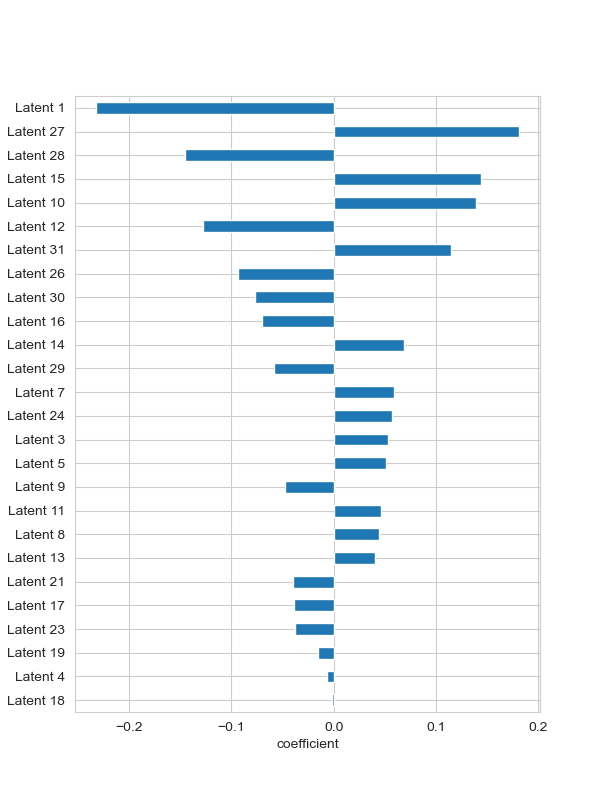 Latent 1
Latent 27
Latent 28
Latent 15
Latent 10
Latent 12
Latent 31
Latent 26
Latent 30
Latent 16
Latent 14
Latent 29
Latent 7
Latent 24
Latent 3
Latent 5
Latent 9
Latent 11
Latent 8
Latent 13
Latent 21
Latent 17
Latent 23
Latent 19
Latent 4
Latent 18
−0.2 −0.1 0.0 0.1 0.2
coefficient